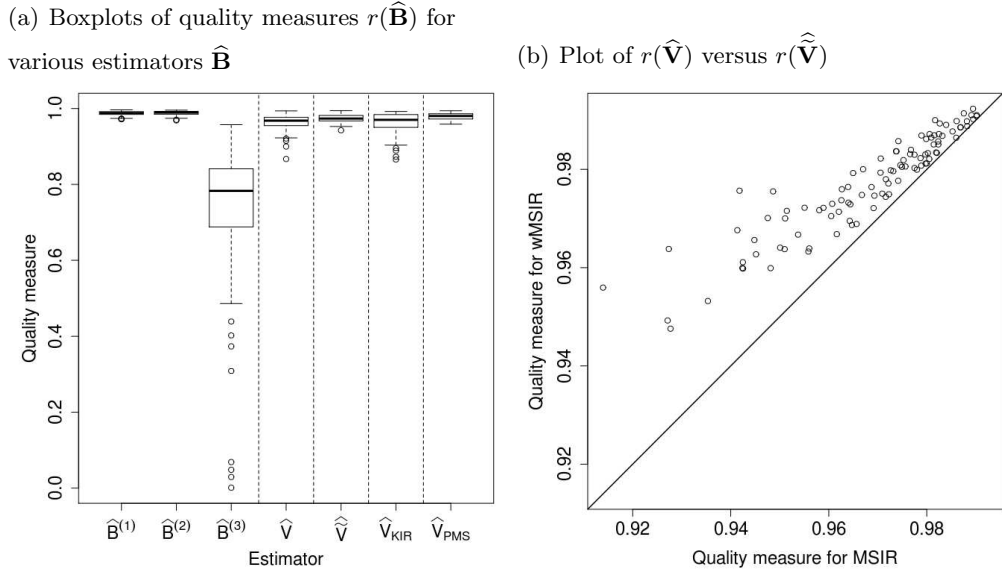 (a) Boxplots of quality measures r(B̂) for
various estimators B̂
(b) Plot of r(V̂) versus r(Ṽ̂)
Quality measure
1.0
0.8
0.6
0.4
0.2
0.0
B̂(1) B̂(2) B̂(3) V̂ Ṽ̂ V̂KIR V̂PMS
Estimator
Quality measure for wMSIR
0.98
0.96
0.94
0.92
0.92 0.94 0.96 0.98
Quality measure for MSIR